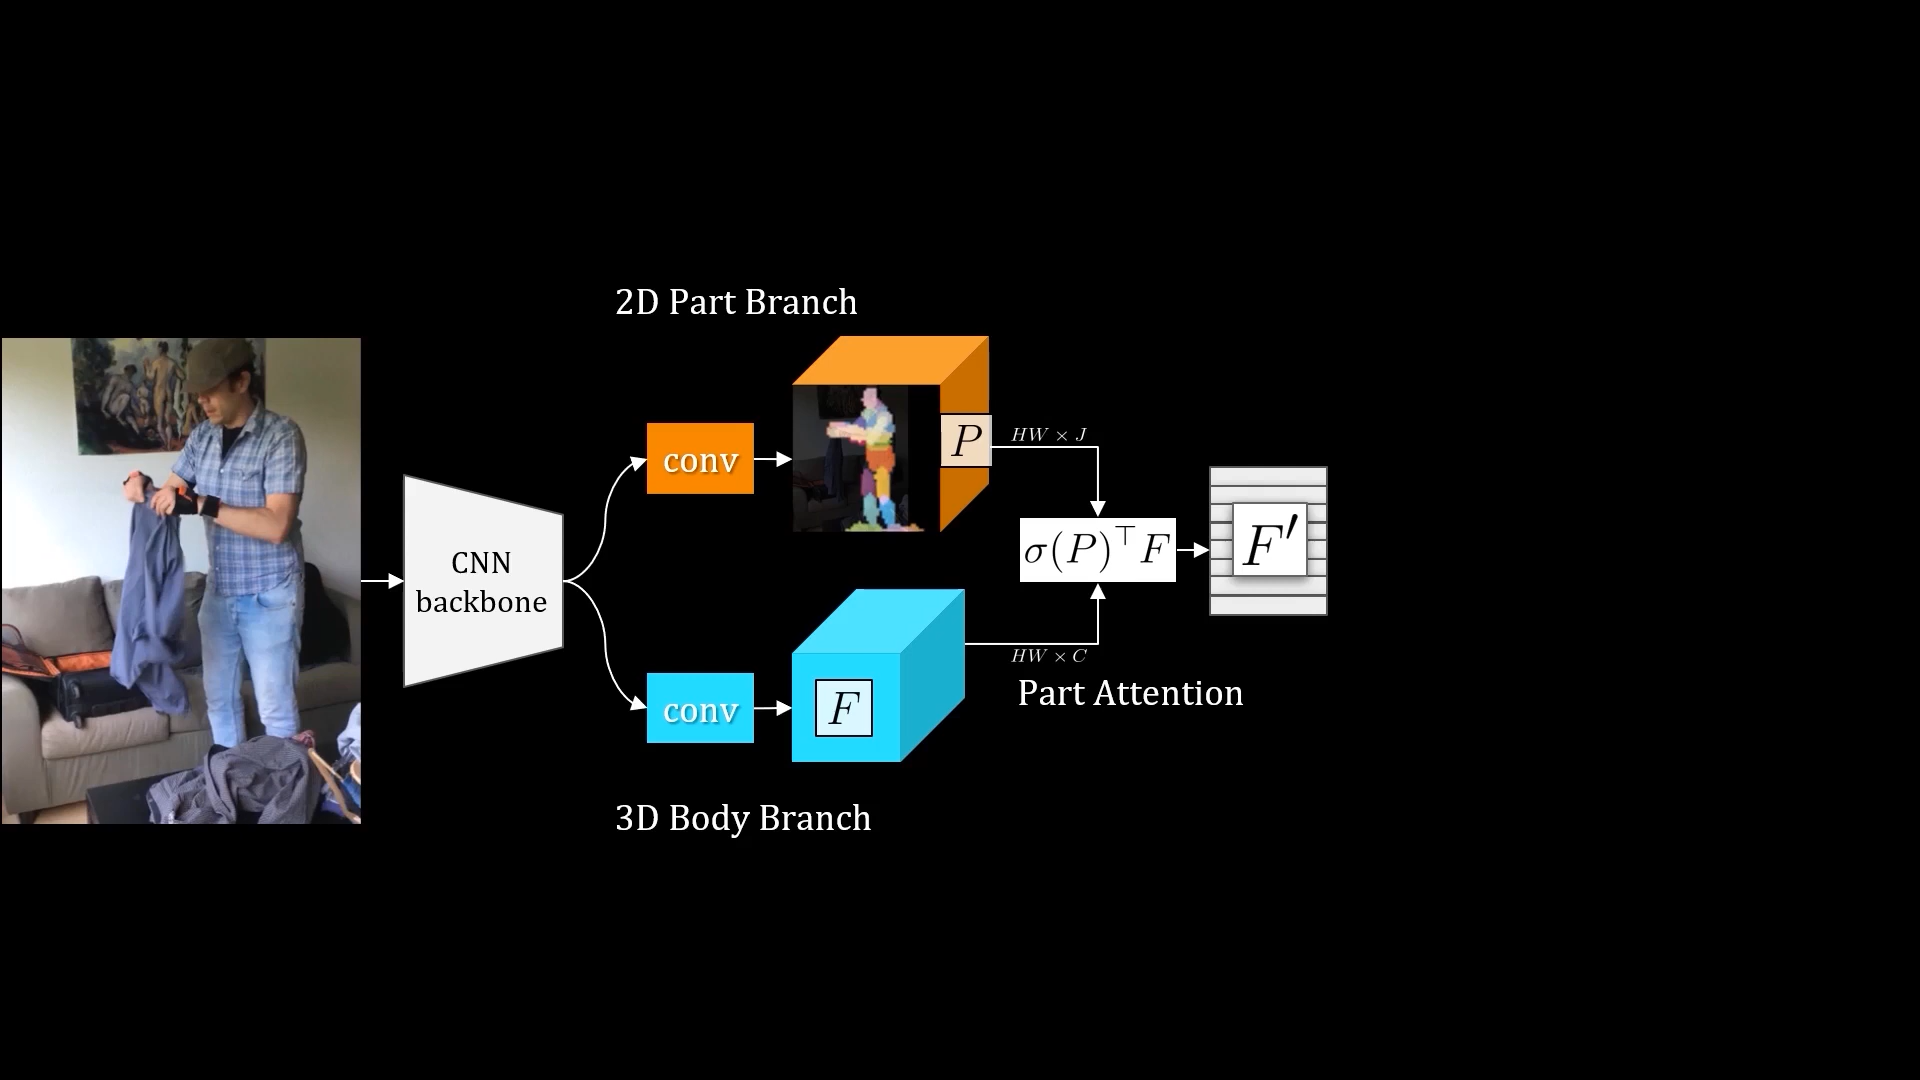 2D Part Branch
conv
P
HW × J
CNN
backbone
σ(P)⊤F
F′
conv
F
HW × C
Part Attention
3D Body Branch